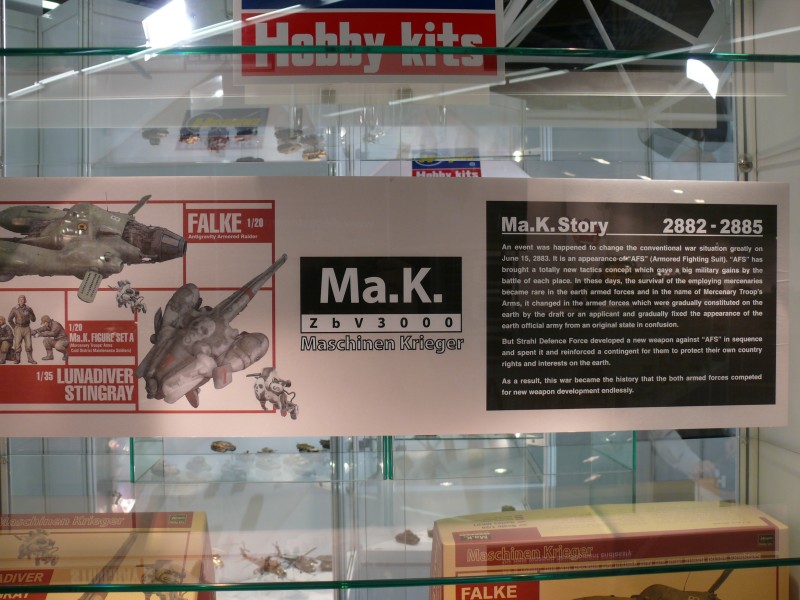 Hobby kits
Hobby kits
FALKE 1/20
Antigravity Armored Raider
1/20
Ma.K. FIGURE SET A
1/35 LUNADIVER
STINGRAY
Ma.K.
ZbV3000
Maschinen Krieger
Ma.K. Story 2882 - 2885
An event was happened to change the conventional war situation greatly on
June 15, 2883. It is an appearance of "AFS" (Armored Fighting Suit). "AFS" has
brought a totally new tactics concept which gave a big military gains by the
battle of each place. In these days, the survival of the employing mercenaries
became rare in the earth armed forces and in the name of Mercenary Troop's
Arms, it changed in the armed forces which were gradually constituted on the
earth by the draft or an applicant and gradually fixed the appearance of the
earth official army from an original state in confusion.
But Strahl Defence Force developed a new weapon against "AFS" in sequence
and spent it and reinforced a contingent for them to protect their own country
rights and interests on the earth.
As a result, this war became the history that the both armed forces competed
for new weapon development endlessly.
Maschinen Krieger
LUNADIVER
STINGRAY
Maschinen Krieger
FALKE